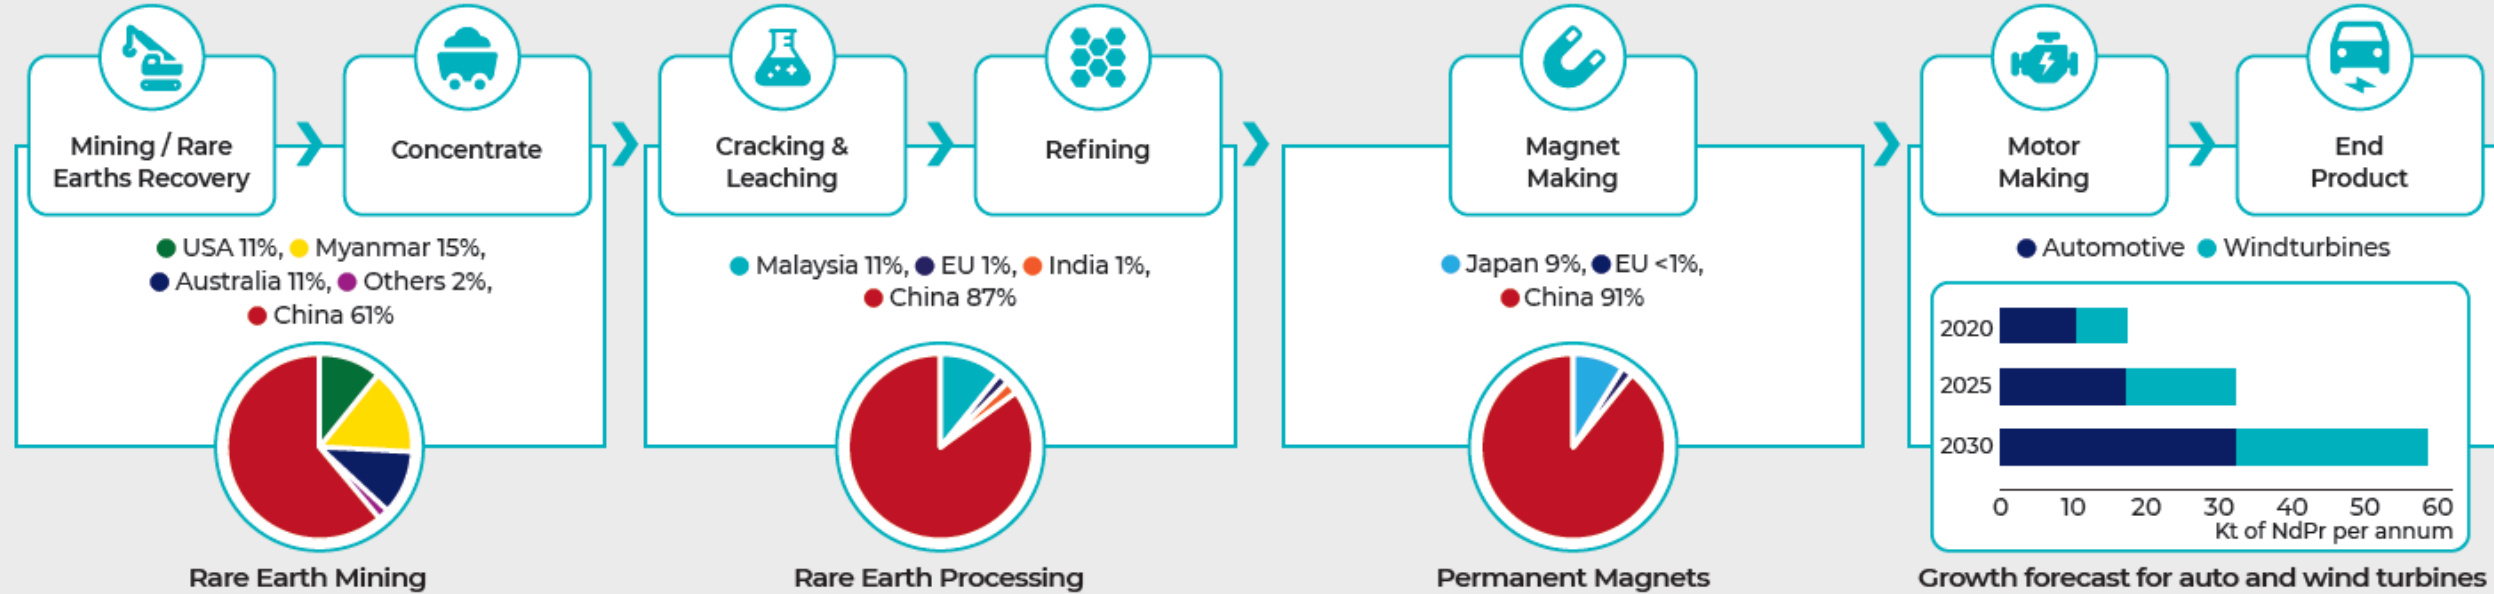 Mining / Rare
Earths Recovery
Concentrate
USA 11%, Myanmar 15%,
Australia 11%, Others 2%,
China 61%
Rare Earth Mining
Cracking &
Leaching
Refining
Malaysia 11%, EU 1%, India 1%,
China 87%
Rare Earth Processing
Magnet
Making
Japan 9%, EU <1%,
China 91%
Permanent Magnets
Motor
Making
End
Product
Automotive Windturbines
2020
2025
2030
0 10 20 30 40 50 60
Kt of NdPr per annum
Growth forecast for auto and wind turbines